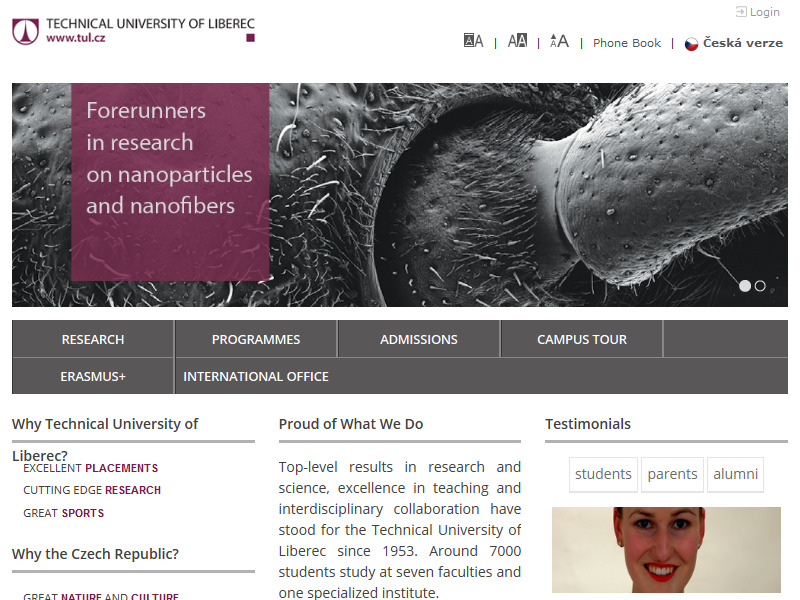 Login
TECHNICAL UNIVERSITY OF LIBEREC
www.tul.cz
AA | AA | AA | Phone Book | Česká verze
Forerunners
in research
on nanoparticles
and nanofibers
RESEARCH PROGRAMMES ADMISSIONS CAMPUS TOUR
ERASMUS+ INTERNATIONAL OFFICE
Why Technical University of
Liberec?
EXCELLENT PLACEMENTS
CUTTING EDGE RESEARCH
GREAT SPORTS
Why the Czech Republic?
GREAT NATURE AND CULTURE
Proud of What We Do
Top-level results in research and
science, excellence in teaching and
interdisciplinary collaboration have
stood for the Technical University of
Liberec since 1953. Around 7000
students study at seven faculties and
one specialized institute.
Testimonials
students parents alumni